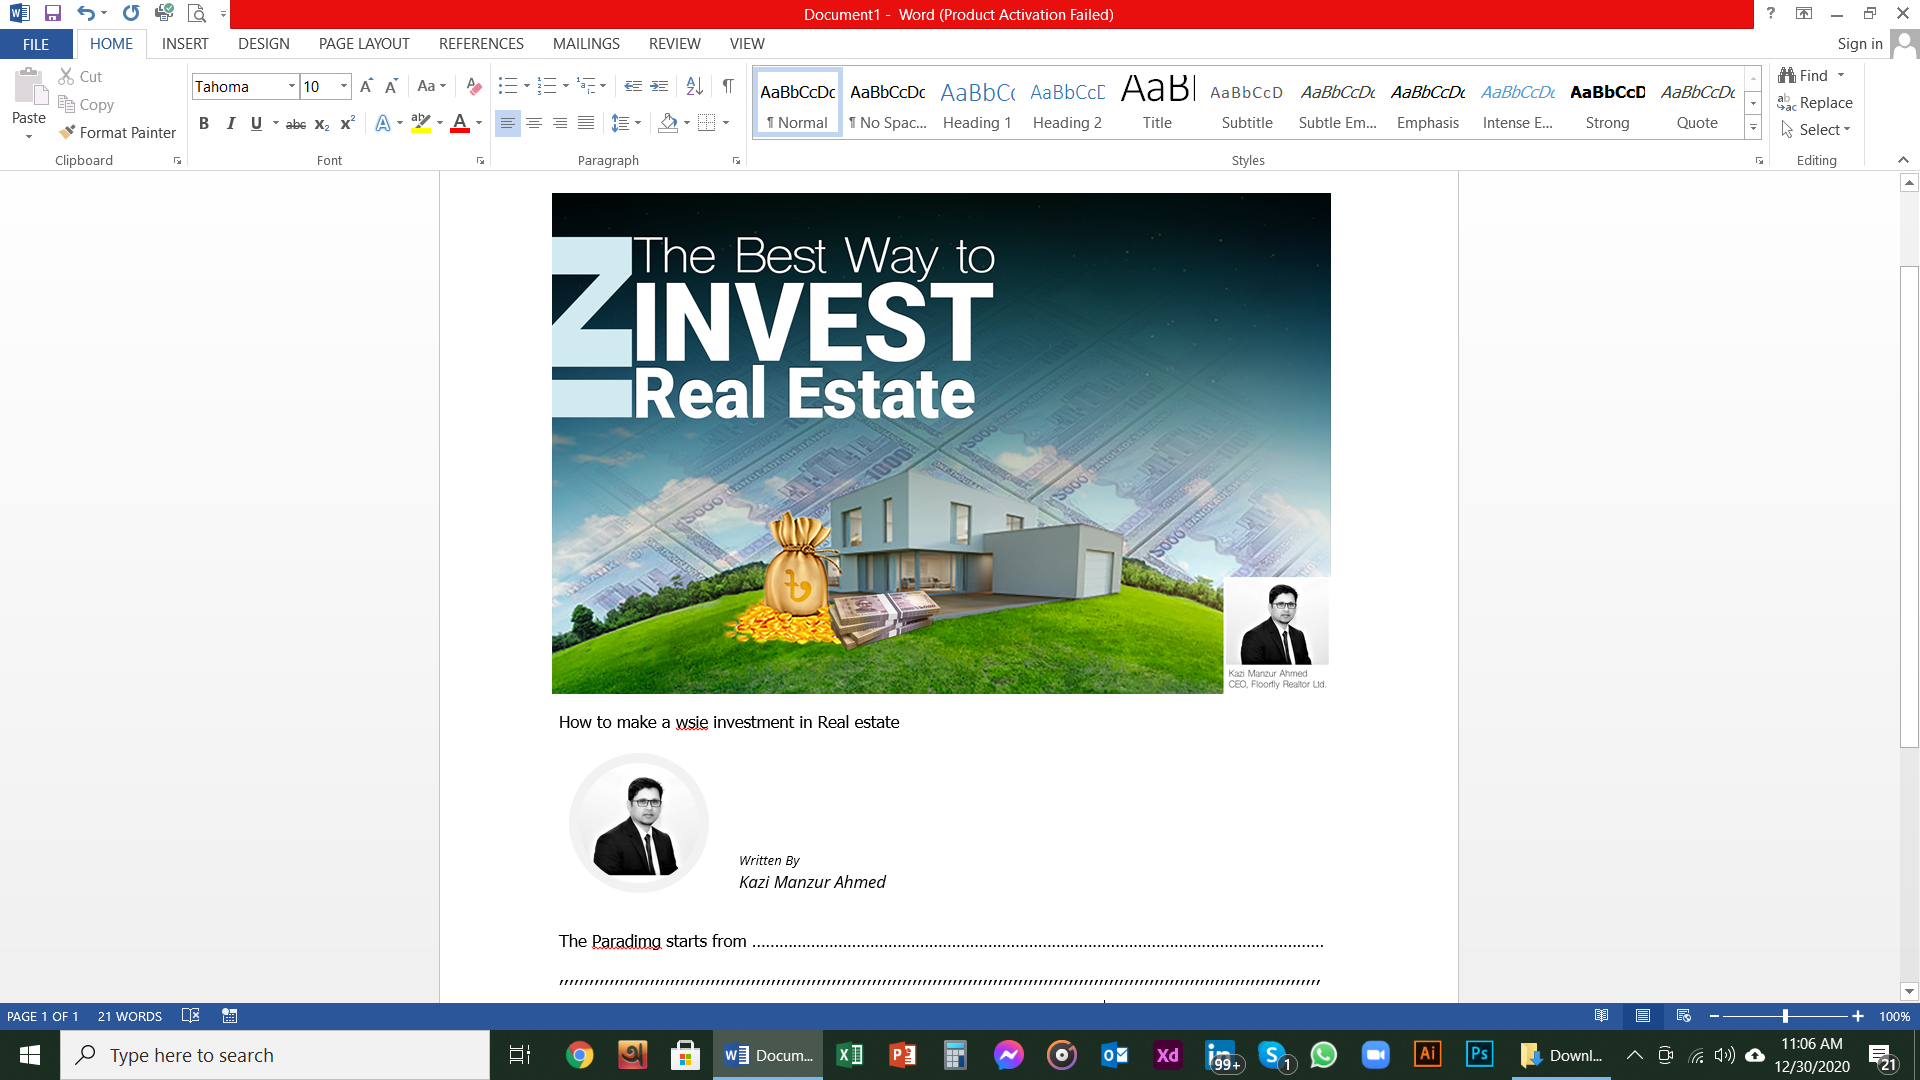 Document1 - Word (Product Activation Failed)
FILE HOME INSERT DESIGN PAGE LAYOUT REFERENCES MAILINGS REVIEW VIEW Sign in
Paste
Cut
Copy
Format Painter
Clipboard
Tahoma 10
Font
Paragraph
AaBbCcDc AaBbCcDc AaBbCc AaBbCcD AaBl AaBbCcD AaBbCcDc AaBbCcDc AaBbCcDc AaBbCcD AaBbCcDc
¶ Normal ¶ No Spac... Heading 1 Heading 2 Title Subtitle Subtle Em... Emphasis Intense E... Strong Quote
Styles
Find
Replace
Select
Editing
The Best Way to
INVEST
Real Estate
Kazi Manzur Ahmed
CEO, Floorfly Realtor Ltd.
How to make a wsie investment in Real estate
Written By
Kazi Manzur Ahmed
The Paradimg starts from ..............................................................................................................................
,,,,,,,,,,,,,,,,,,,,,,,,,,,,,,,,,,,,,,,,,,,,,,,,,,,,,,,,,,,,,,,,,,,,,,,,,,,,,,,,,,,,,,,,,,,,,,,,,,,,,,,,,,,,,,,,,,,,,,,,,,,,,,,,,,,,,,,,,,,,,,,,,,,,,,,
PAGE 1 OF 1 21 WORDS 100%
Type here to search
Docum...
99+
1
Downl...
11:06 AM
12/30/2020
21